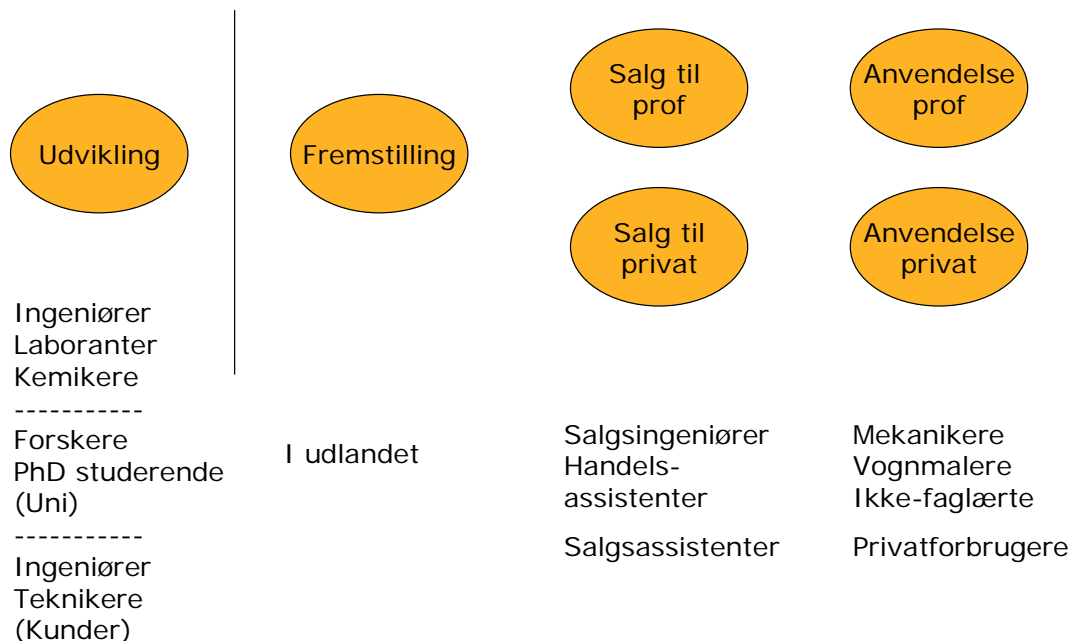 Udvikling
Fremstilling
Salg til
prof
Anvendelse
prof
Salg til
privat
Anvendelse
privat
Ingeniører
Laboranter
Kemikere
-----------
Forskere
PhD studerende
(Uni)
-----------
Ingeniører
Teknikere
(Kunder)
I udlandet
Salgsingeniører
Handels-
assistenter
Salgsassistenter
Mekanikere
Vognmalere
Ikke-faglærte
Privatforbrugere